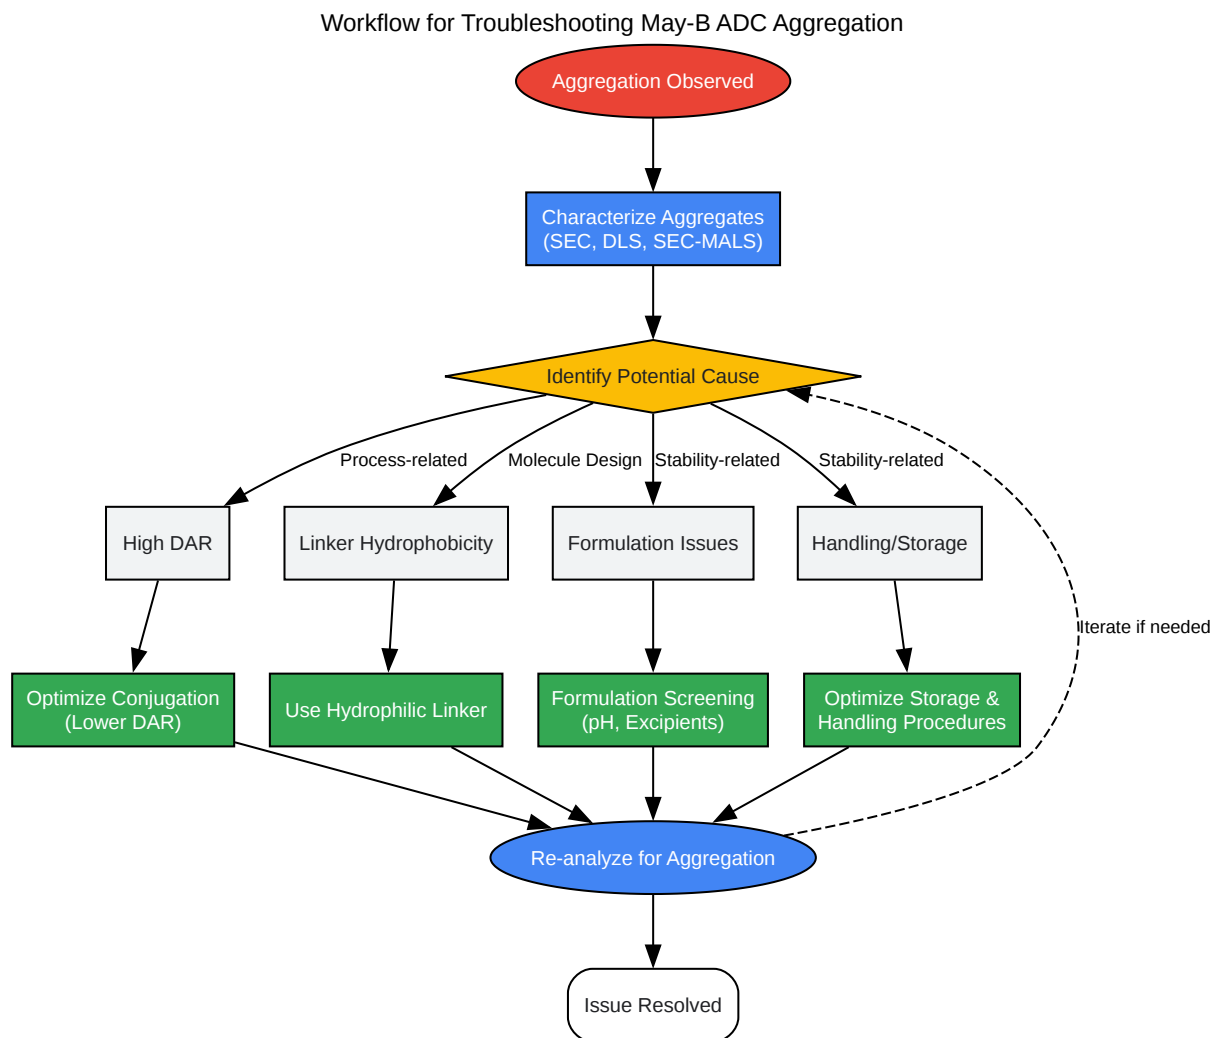 Workflow for Troubleshooting May-B ADC Aggregation
Aggregation Observed
Characterize Aggregates
(SEC, DLS, SEC-MALS)
Identify Potential Cause
Process-related
Molecule Design
Stability-related
Stability-related
High DAR
Linker Hydrophobicity
Formulation Issues
Handling/Storage
Iterate if needed
Optimize Conjugation
(Lower DAR)
Use Hydrophilic Linker
Formulation Screening
(pH, Excipients)
Optimize Storage &
Handling Procedures
Re-analyze for Aggregation
Issue Resolved